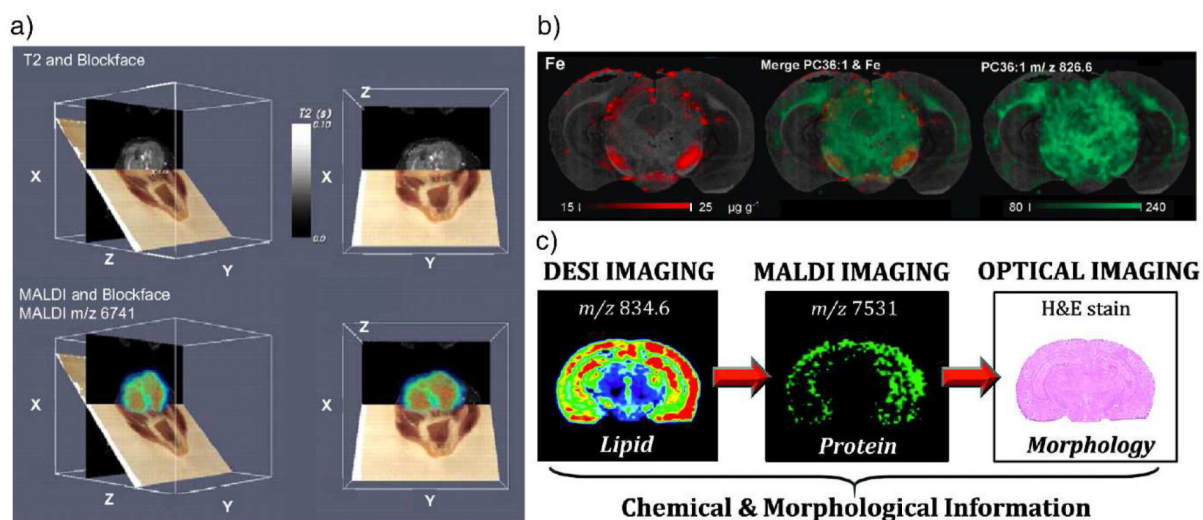 a)
T2 and Blockface
X
Z
Y
T2 (s)
0.10
0.0
Z
X
Y
MALDI and Blockface
MALDI m/z 6741
X
Z
Y
Z
X
Y
b)
Fe
Merge PC36:1 & Fe
PC36:1 m/z 826.6
15
25
µg g⁻¹
80
240
c)
DESI IMAGING
MALDI IMAGING
OPTICAL IMAGING
m/z 834.6
m/z 7531
H&E stain
Lipid
Protein
Morphology
Chemical & Morphological Information